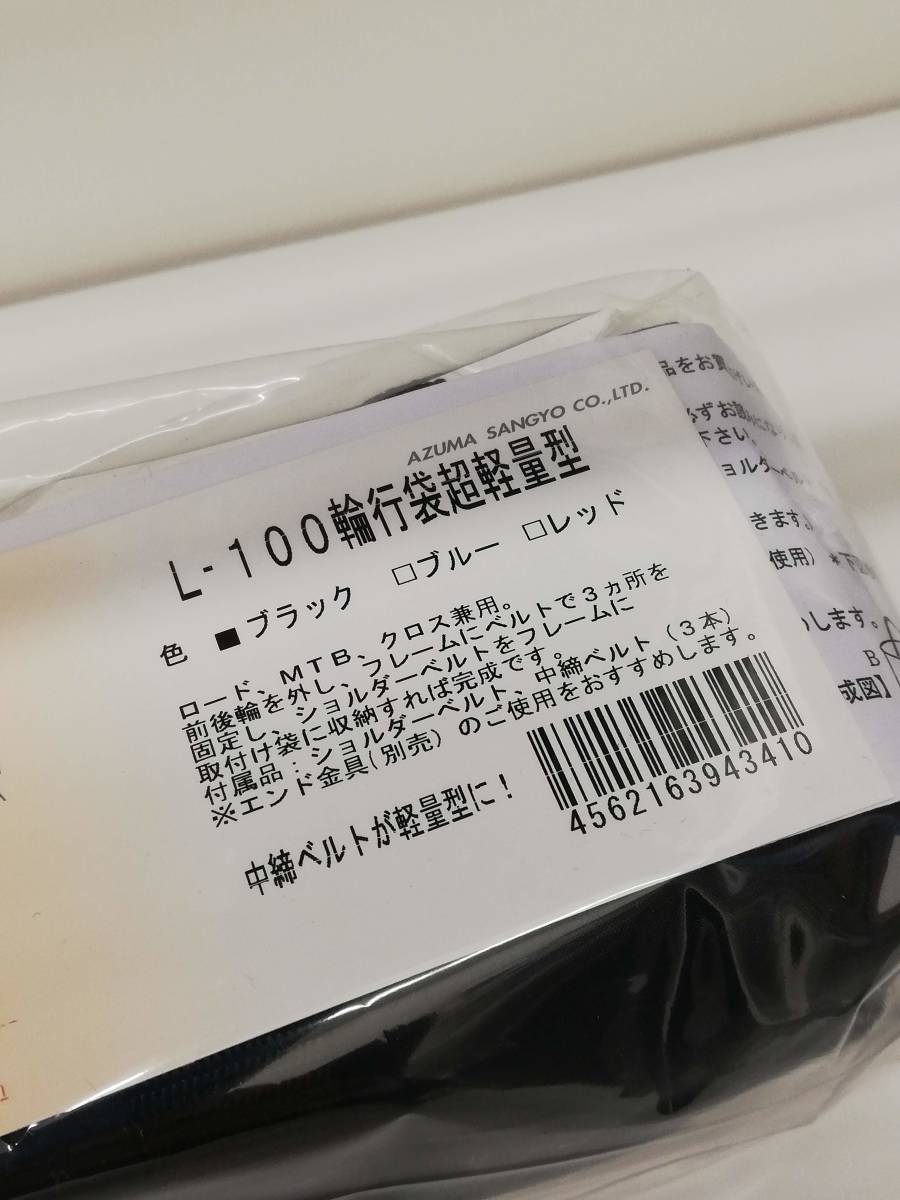 AZUMA SANGYO CO.,LTD.
L-100輪行袋超軽量型
色 ■ブラック □ブルー □レッド
ロード、MTB、クロス兼用。
前後輪を外し、フレームにベルトで3ヵ所を
固定し、ショルダーベルトをフレームに
取付け袋に収納すれば完成です。
付属品：ショルダーベルト、中締ベルト(3本)
※エンド金具(別売)のご使用をおすすめします。
中締ベルトが軽量型に！
4562163943410
品をお買
必ずお
下さい)。
ョルダーベル
きます。
使用) *下
します。
B
成図】